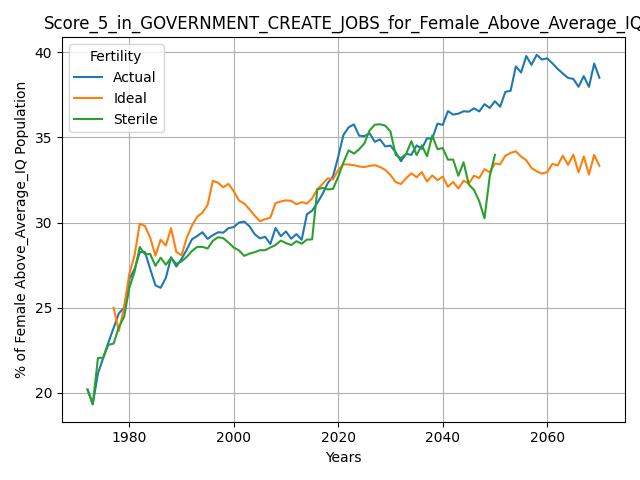 Score_5_in_GOVERNMENT_CREATE_JOBS_for_Female_Above_Average_IQ
Fertility
Actual
Ideal
Sterile
% of Female Above_Average_IQ Population
40
35
30
25
20
1980
2000
2020
2040
2060
Years